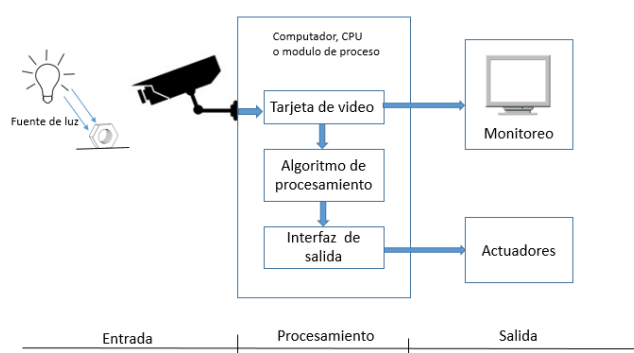 Computador, CPU
o modulo de proceso
Fuente de luz
Tarjeta de video
Monitoreo
Algoritmo de
procesamiento
Interfaz de
salida
Actuadores
Entrada
Procesamiento
Salida